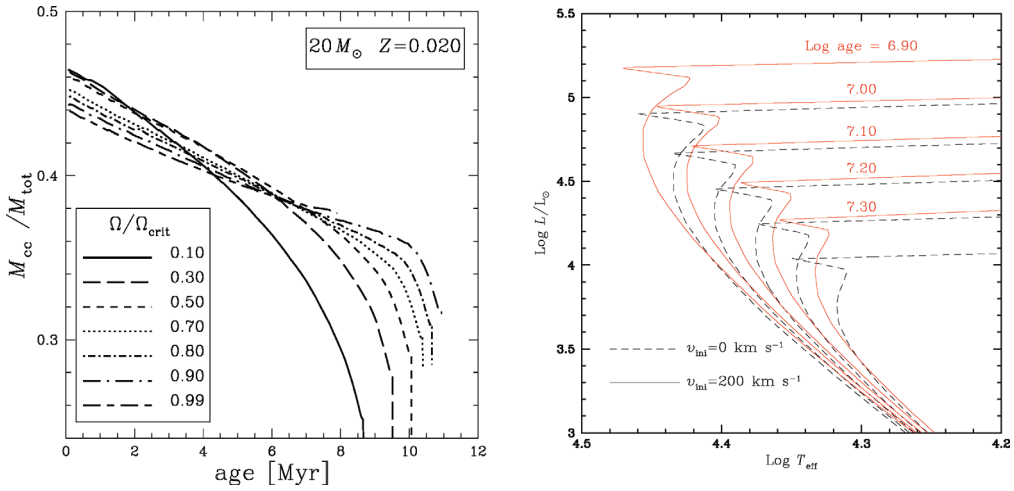 0.5
0.4
0.3
M_cc /M_tot
20 M_⊙ Z=0.020
Ω/Ω_crit
0.10
0.30
0.50
0.70
0.80
0.90
0.99
0 2 4 6 8 10 12
age [Myr]
5.5
5
4.5
4
3.5
3
Log L/L_⊙
Log age = 6.90
7.00
7.10
7.20
7.30
v_ini=0 km s⁻¹
v_ini=200 km s⁻¹
4.5 4.4 4.3 4.2
Log T_eff